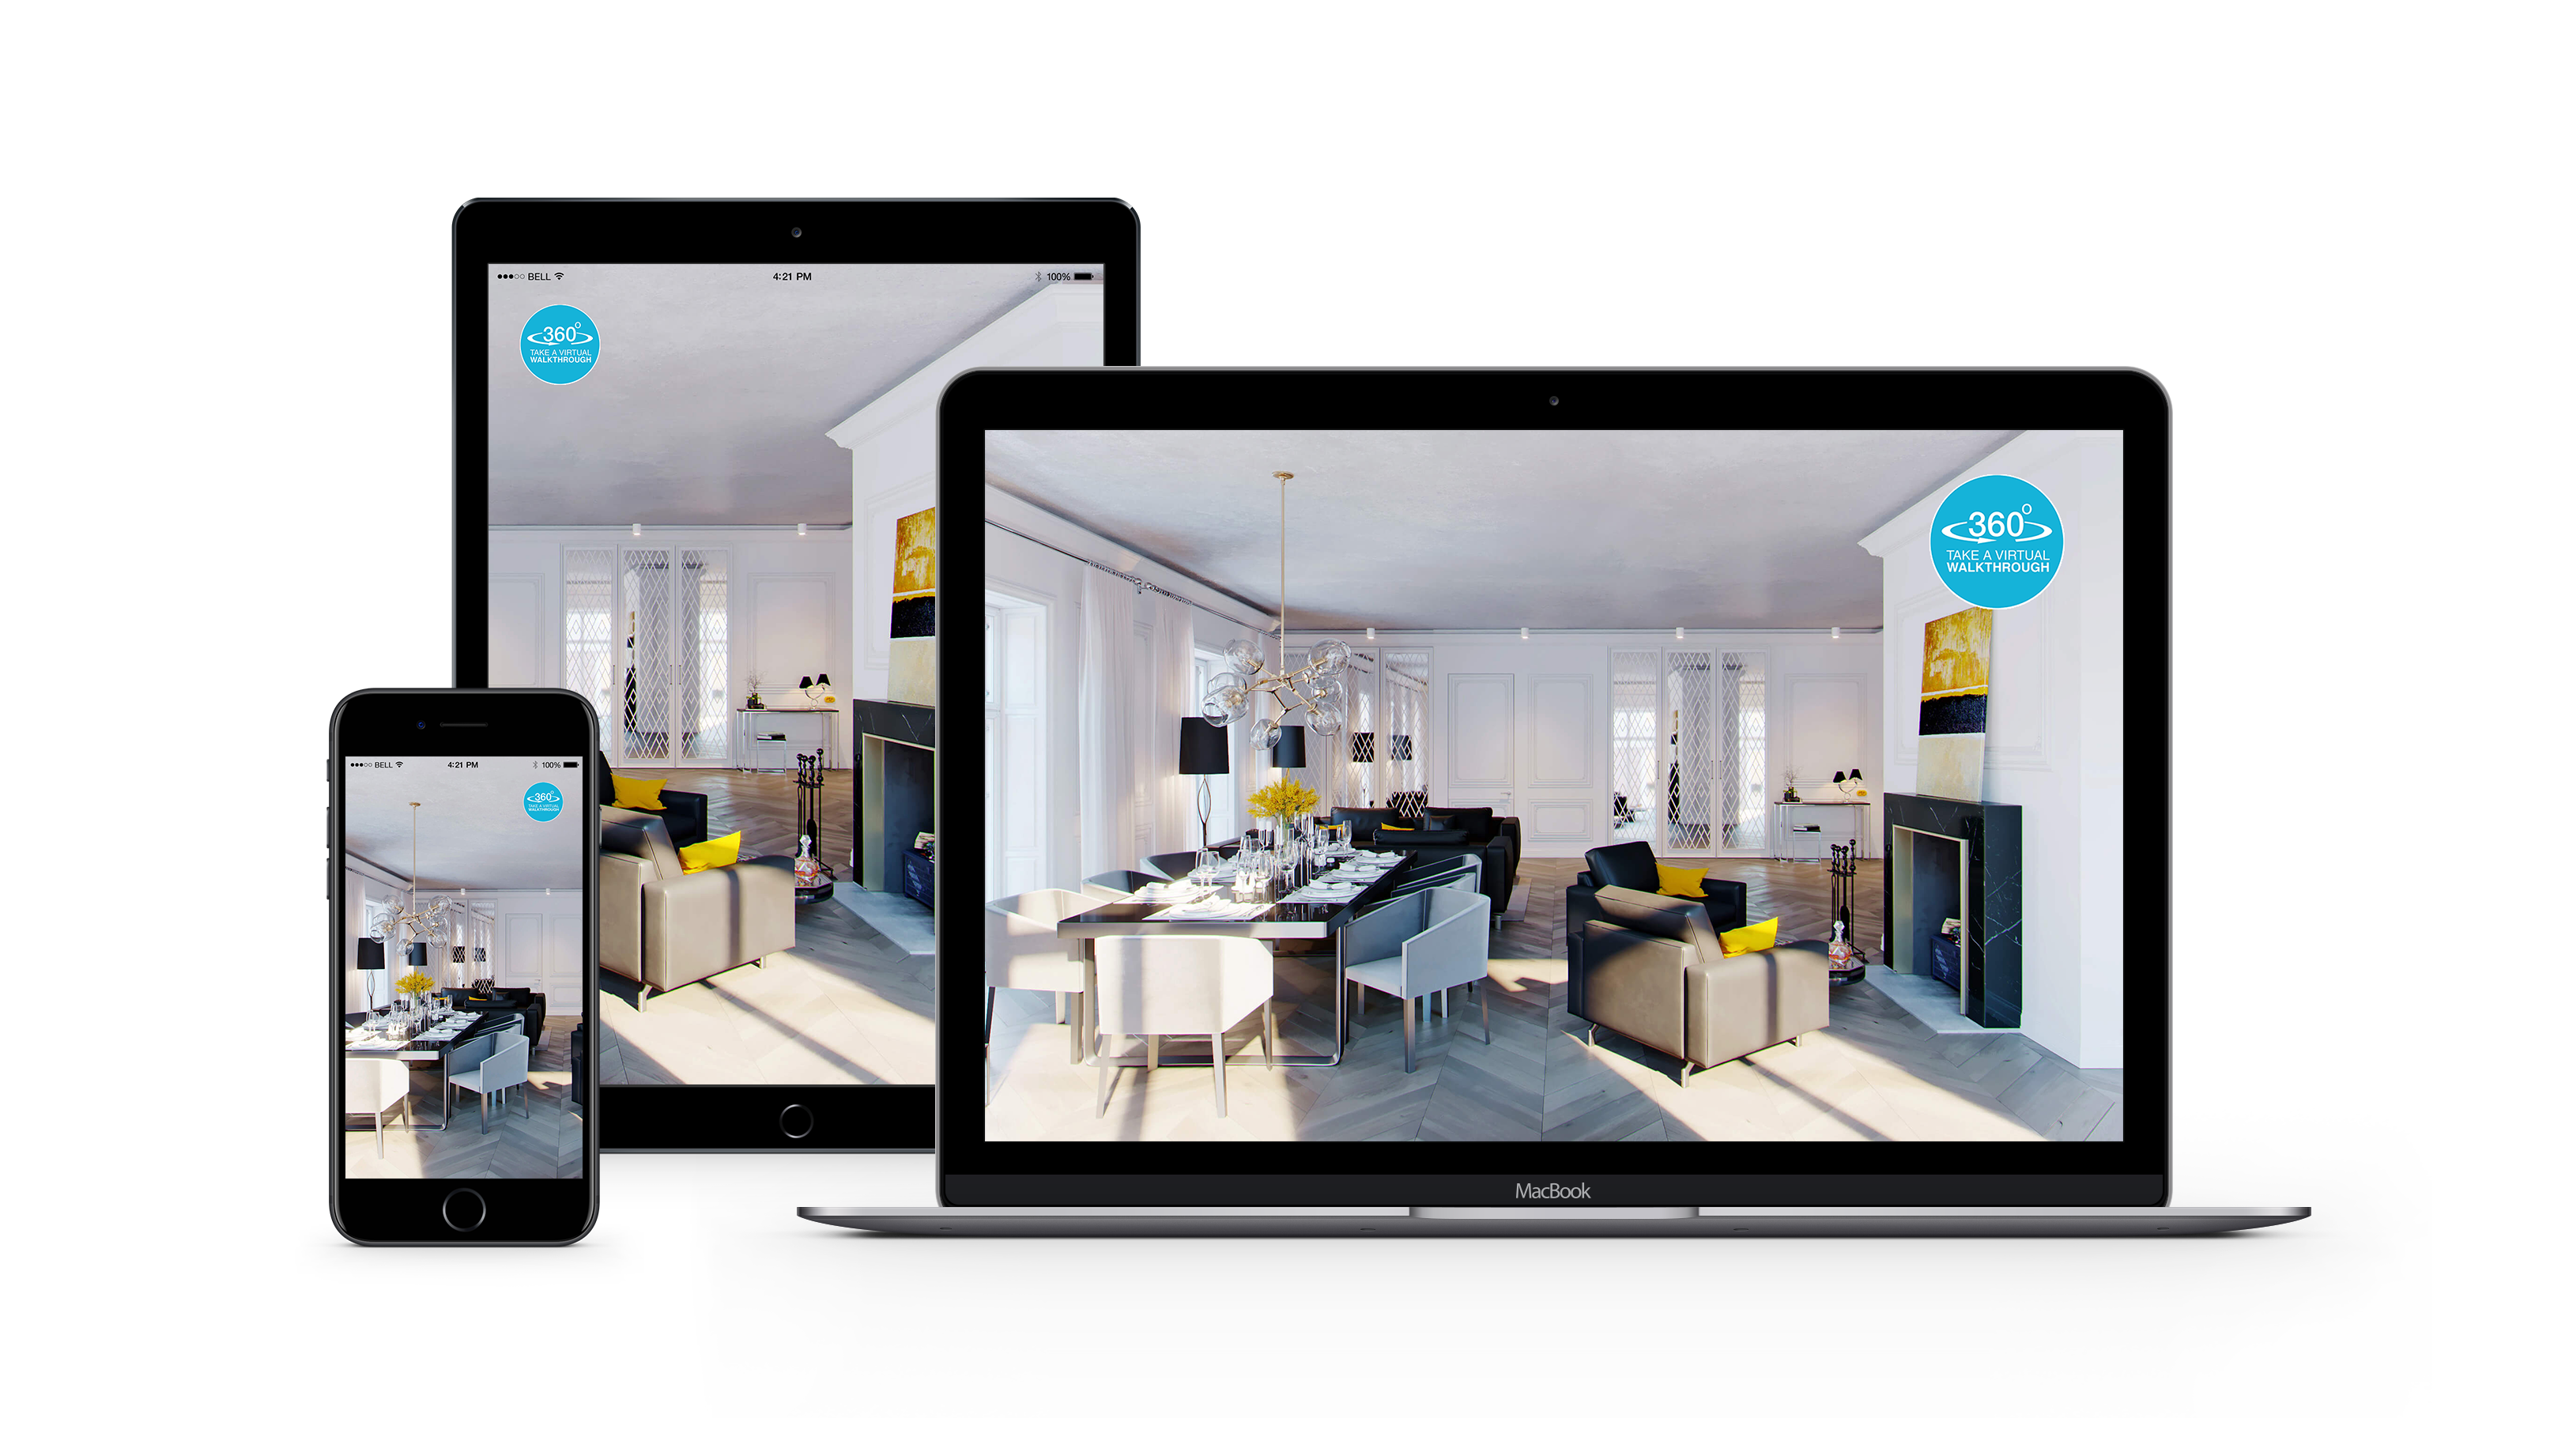 BELL
4:21 PM
100%
360°
TAKE A VIRTUAL
WALKTHROUGH
360°
TAKE A VIRTUAL
WALKTHROUGH
BELL
4:21 PM
100%
360°
TAKE A VIRTUAL
WALKTHROUGH
MacBook